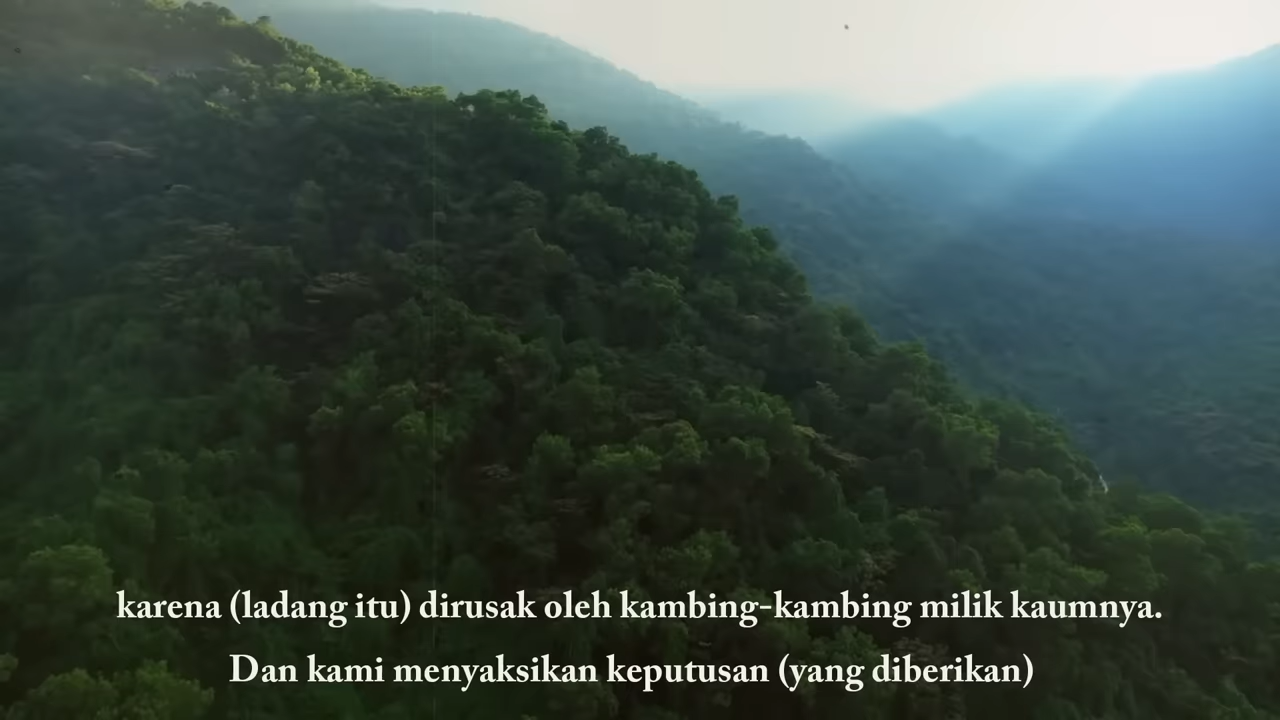 karena (ladang itu) dirusak oleh kambing-kambing milik kaumnya.
Dan kami menyaksikan keputusan (yang diberikan)